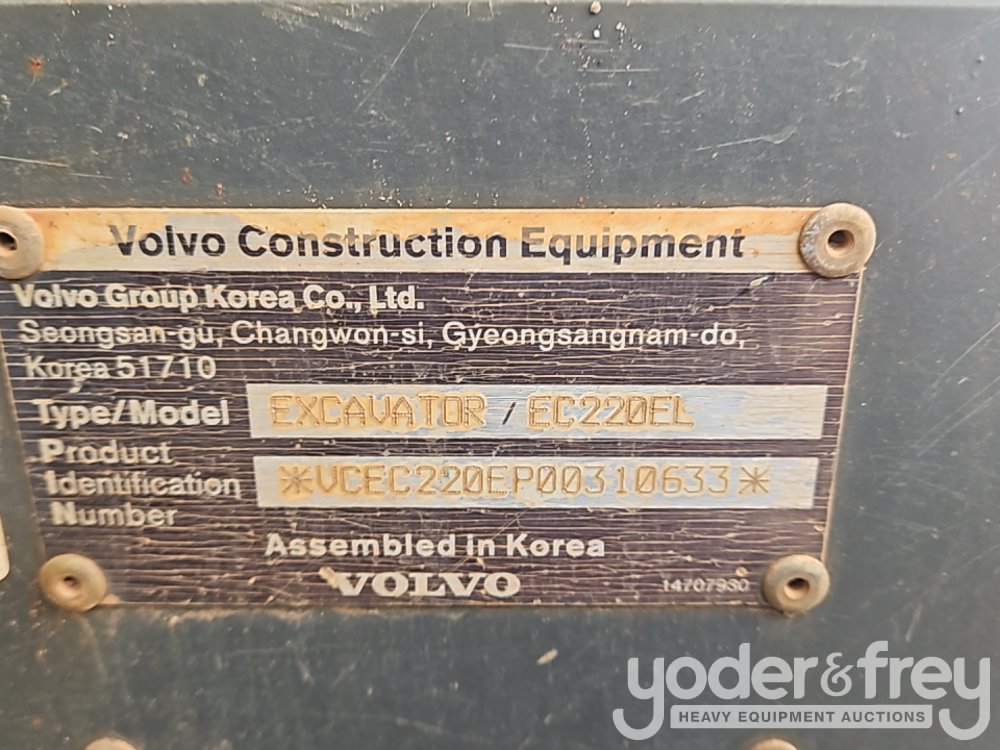 Volvo Construction Equipment
Volvo Group Korea Co., Ltd.
Seongsan-gu, Changwon-si, Gyeongsangnam-do,
Korea 51710
Type/Model EXCAVATOR / EC220EL
Product
Identification *VCEC220EP00310633*
Number
Assembled in Korea
VOLVO 14707930
yoder&frey
HEAVY EQUIPMENT AUCTIONS